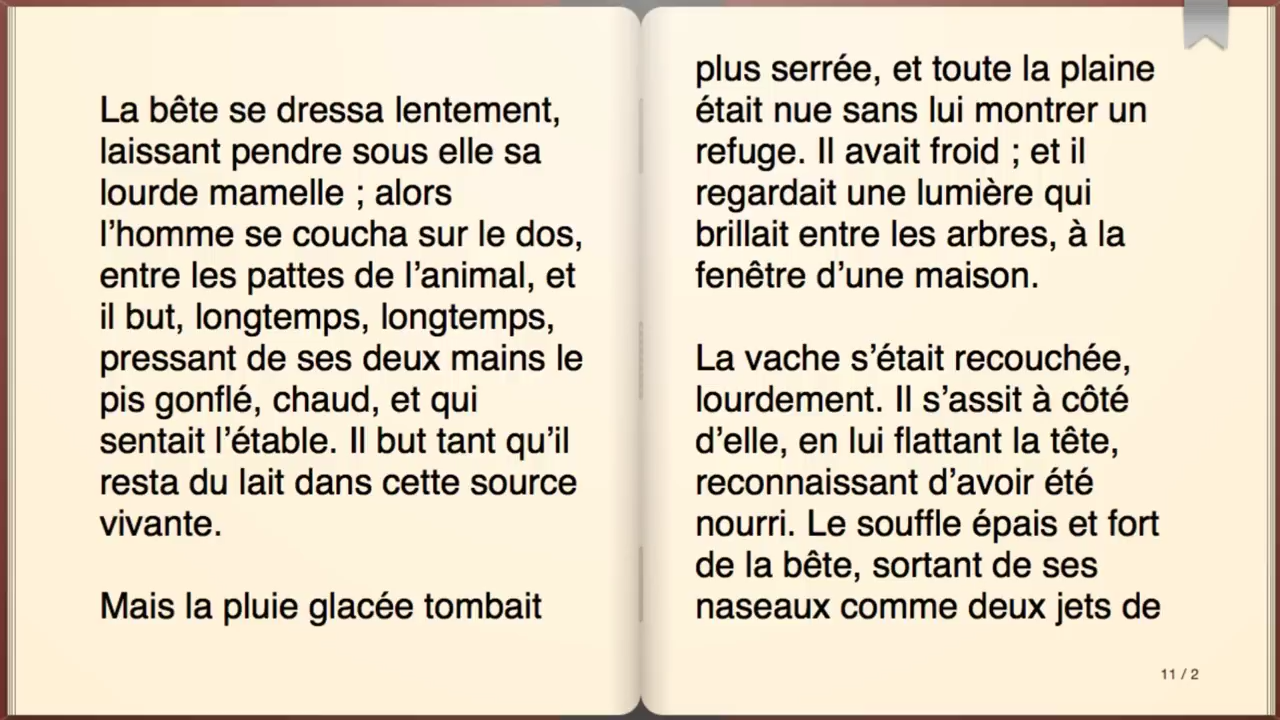 La bête se dressa lentement,
laissant pendre sous elle sa
lourde mamelle ; alors
l’homme se coucha sur le dos,
entre les pattes de l’animal, et
il but, longtemps, longtemps,
pressant de ses deux mains le
pis gonflé, chaud, et qui
sentait l’étable. Il but tant qu’il
resta du lait dans cette source
vivante.
Mais la pluie glacée tombait
plus serrée, et toute la plaine
était nue sans lui montrer un
refuge. Il avait froid ; et il
regardait une lumière qui
brillait entre les arbres, à la
fenêtre d’une maison.
La vache s’était recouchée,
lourdement. Il s’assit à côté
d’elle, en lui flattant la tête,
reconnaissant d’avoir été
nourri. Le souffle épais et fort
de la bête, sortant de ses
naseaux comme deux jets de
11 / 2